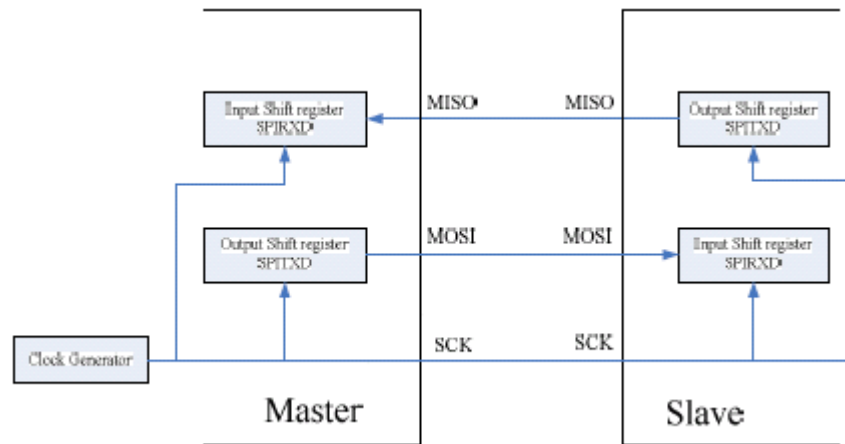 Input Shift register
SPIRXD
MISO
MISO
Output Shift register
SPITXD
Output Shift register
SPITXD
MOSI
MOSI
Input Shift register
SPIRXD
Clock Generator
SCK
SCK
Master
Slave